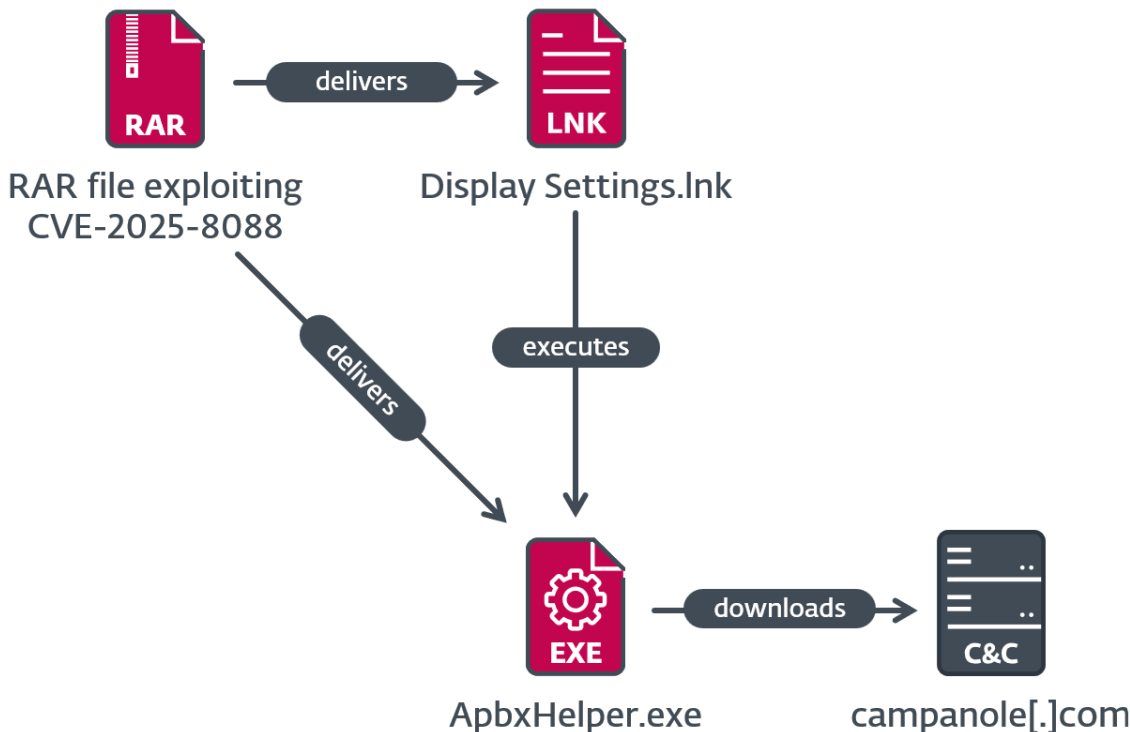 RAR
delivers
LNK
RAR file exploiting
CVE-2025-8088
Display Settings.lnk
delivers
executes
EXE
downloads
C&C
ApbxHelper.exe
campanole[.]com